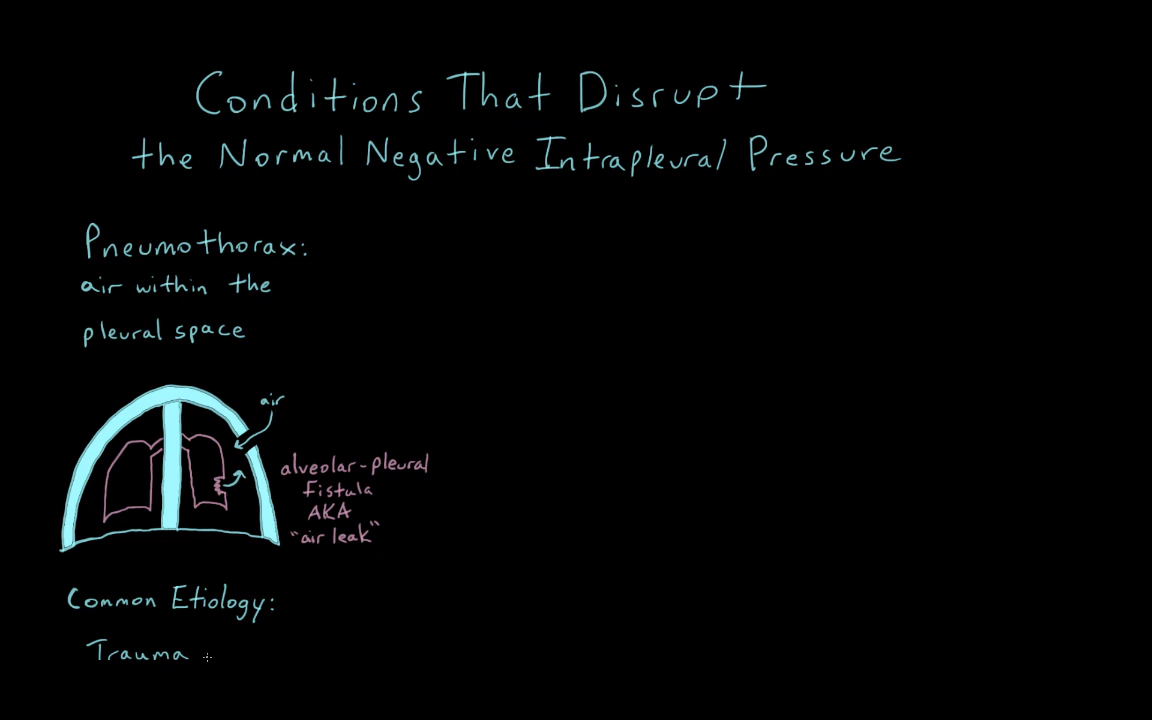 Conditions That Disrupt
the Normal Negative Intrapleural Pressure
Pneumothorax:
air within the
pleural space
air
alveolar-pleural
fistula
AKA
"air leak"
Common Etiology:
Trauma